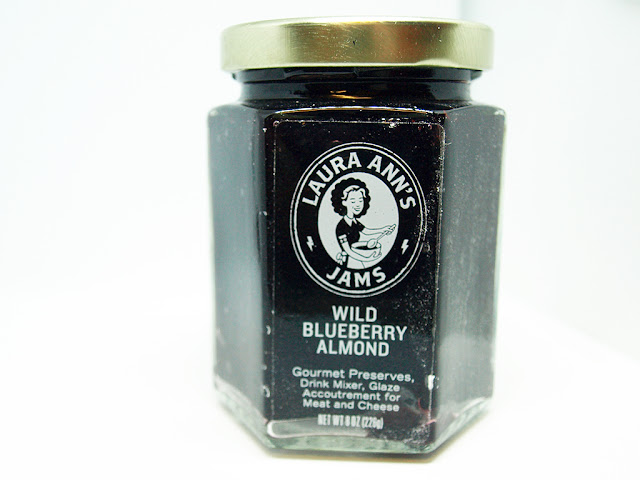 LAURA ANN'S
JAMS
WILD
BLUEBERRY
ALMOND
Gourmet Preserves,
Drink Mixer, Glaze
Accoutrement for
Meat and Cheese
NET WT 8 OZ (226g)